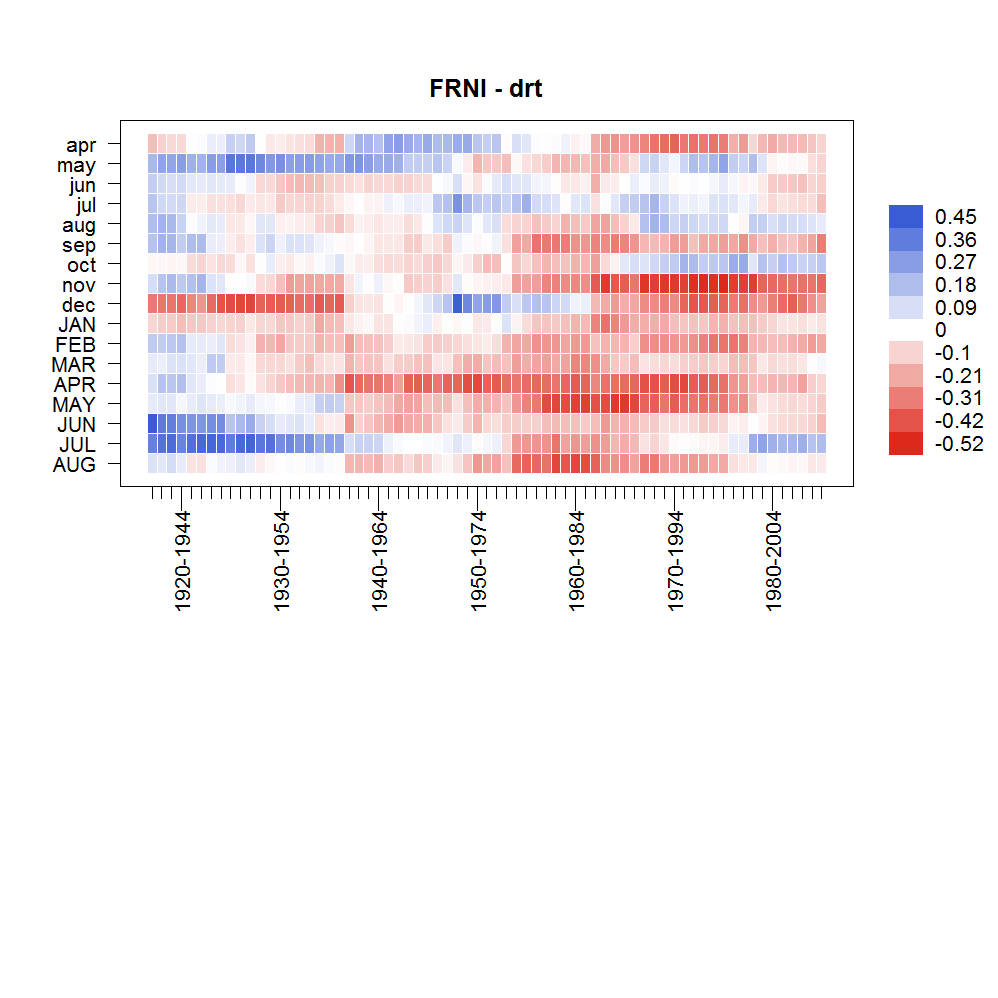 FRNI - drt
apr
may
jun
jul
aug
sep
oct
nov
dec
JAN
FEB
MAR
APR
MAY
JUN
JUL
AUG
0.45
0.36
0.27
0.18
0.09
0
-0.1
-0.21
-0.31
-0.42
-0.52
1920-1944
1930-1954
1940-1964
1950-1974
1960-1984
1970-1994
1980-2004